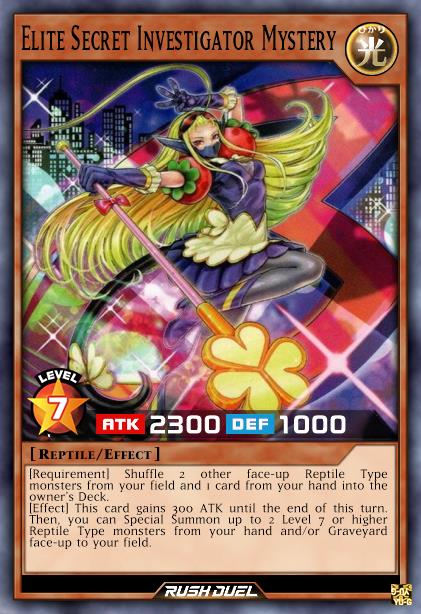 Elite Secret Investigator Mystery
ひかり
光
LEVEL
7
ATK 2300 DEF 1000
[Reptile/Effect]
[Requirement] Shuffle 2 other face-up Reptile Type
monsters from your field and 1 card from your hand into the
owner's Deck.
[Effect] This card gains 300 ATK until the end of this turn.
Then, you can Special Summon up to 2 Level 7 or higher
Reptile Type monsters from your hand and/or Graveyard
face-up to your field.
RUSH DUEL